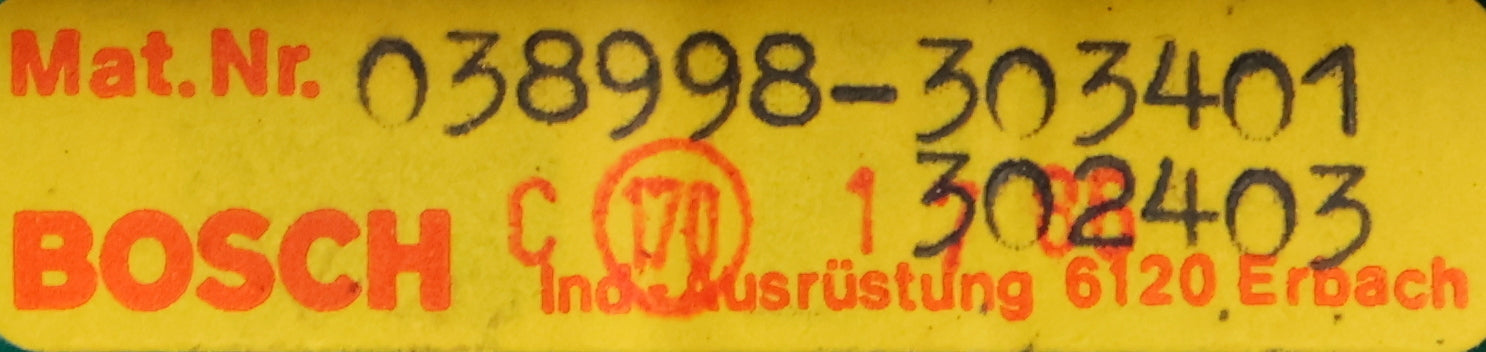 Mat. Nr. 038998-303401
302403
C 170 1
BOSCH Ind.-Ausrüstung 6120 Erbach